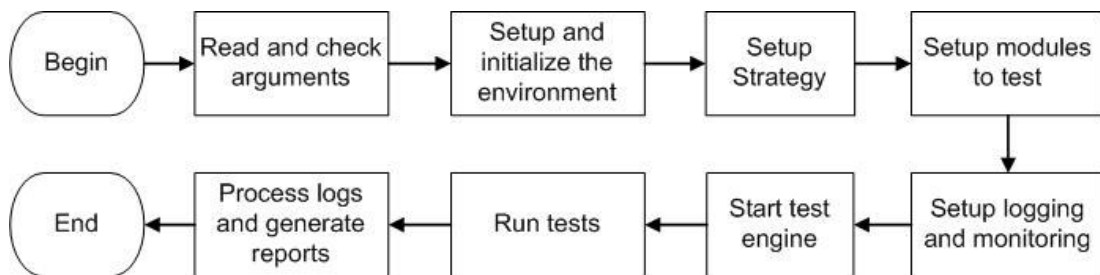 Begin
Read and check
arguments
Setup and
initialize the
environment
Setup
Strategy
Setup modules
to test
Setup logging
and monitoring
Start test
engine
Run tests
Process logs
and generate
reports
End